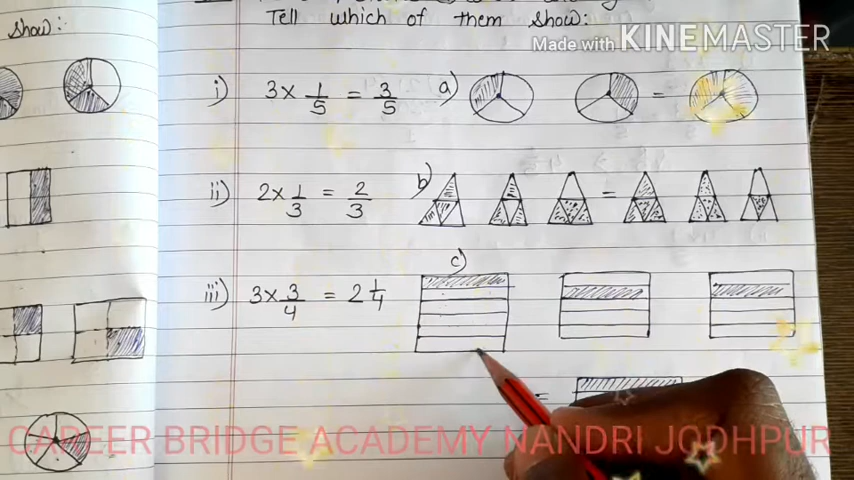 Tell which of them show:
show:
Made with KINEMASTER
i) 3 × 1/5 = 3/5 a) =
ii) 2 × 1/3 = 2/3 b) =
c)
iii) 3 × 3/4 = 2 1/4
=
CAREER BRIDGE ACADEMY NANDRI JODHPUR